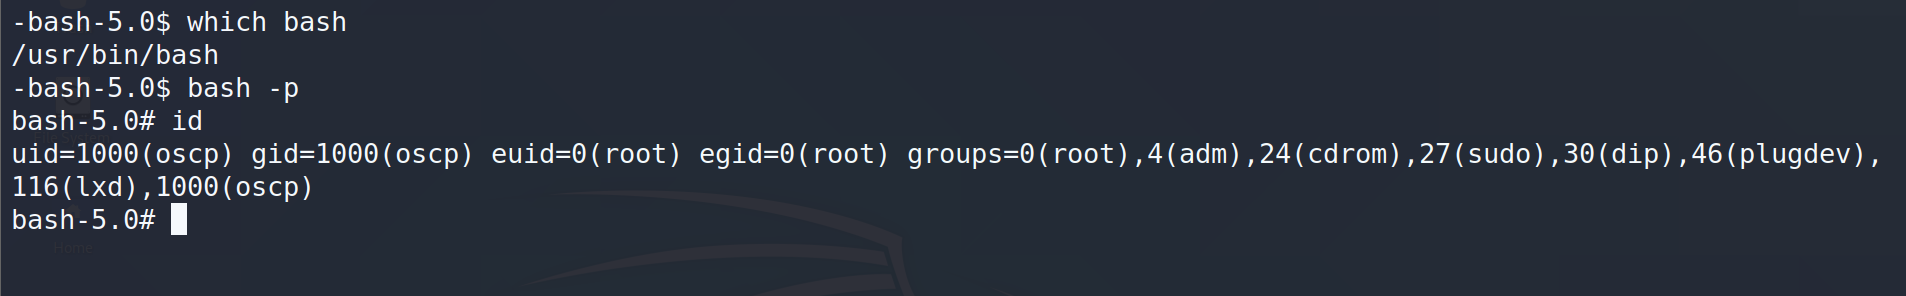 -bash-5.0$ which bash
/usr/bin/bash
-bash-5.0$ bash -p
bash-5.0# id
uid=1000(oscp) gid=1000(oscp) euid=0(root) egid=0(root) groups=0(root),4(adm),24(cdrom),27(sudo),30(dip),46(plugdev),
116(lxd),1000(oscp)
bash-5.0#
Home